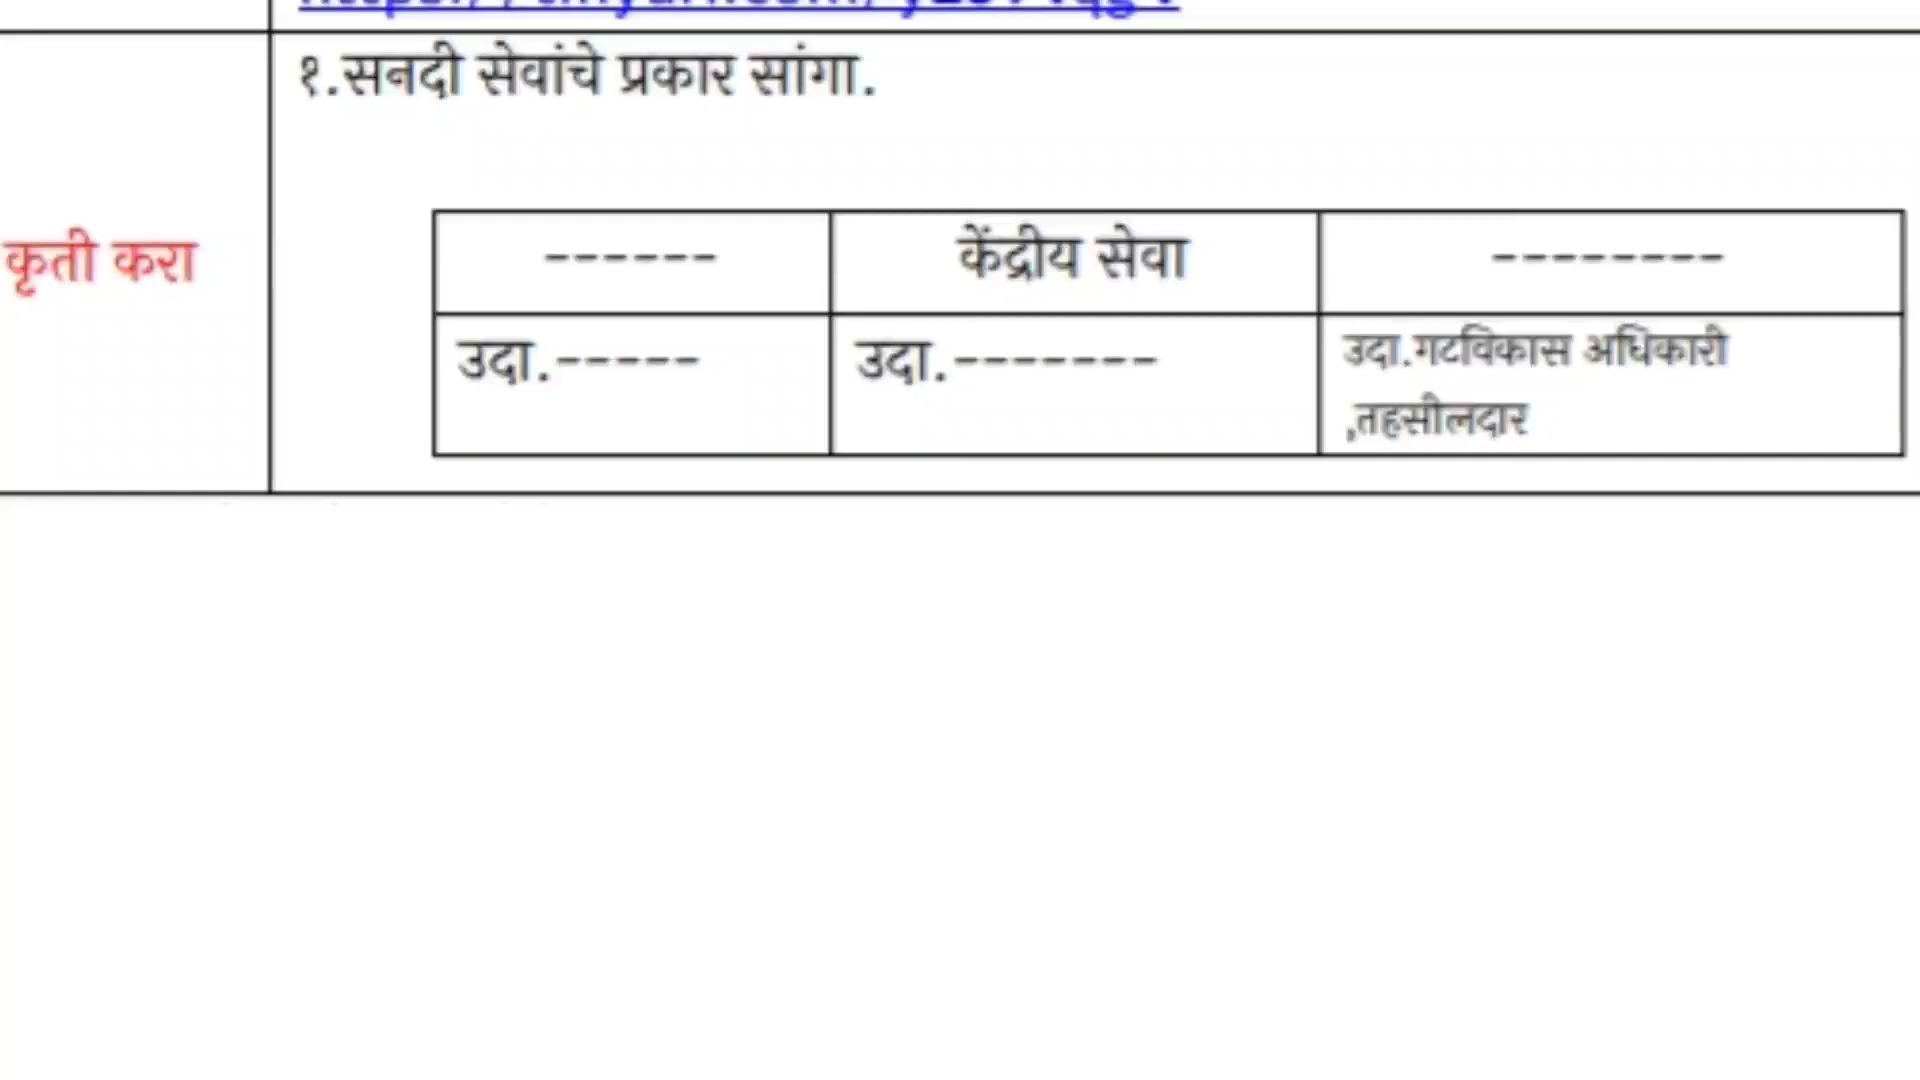 १.सनदी सेवांचे प्रकार सांगा.
कृती करा
------ केंद्रीय सेवा --------
उदा.----- उदा.------- उदा.गटविकास अधिकारी
,तहसीलदार